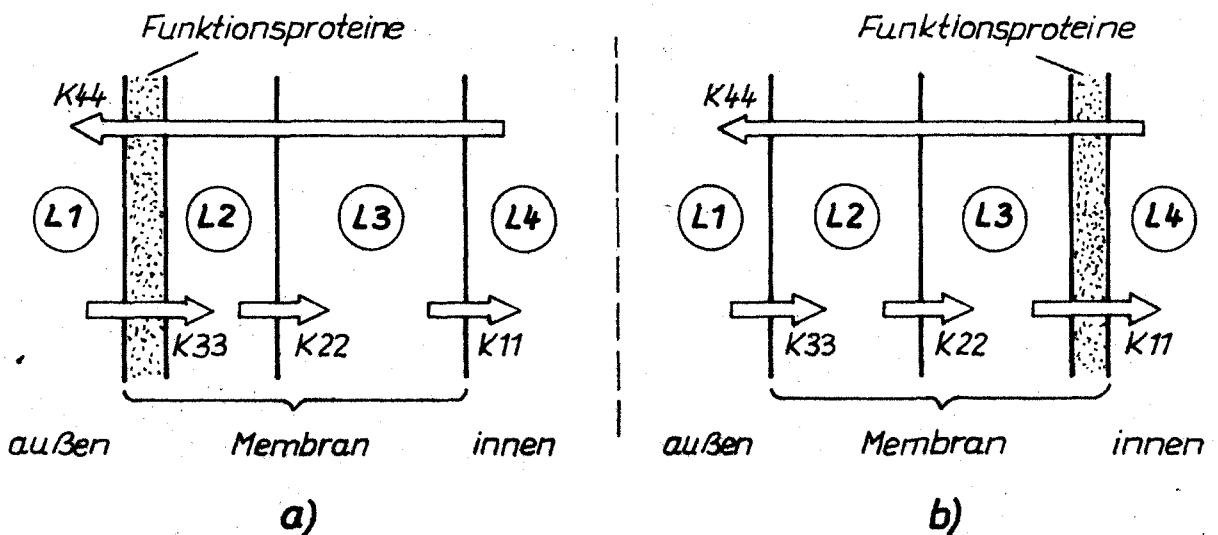 Funktionsproteine
K44
L1 L2 L3 L4
K33 K22 K11
außen Membran innen
a)
Funktionsproteine
K44
L1 L2 L3 L4
K33 K22 K11
außen Membran innen
b)